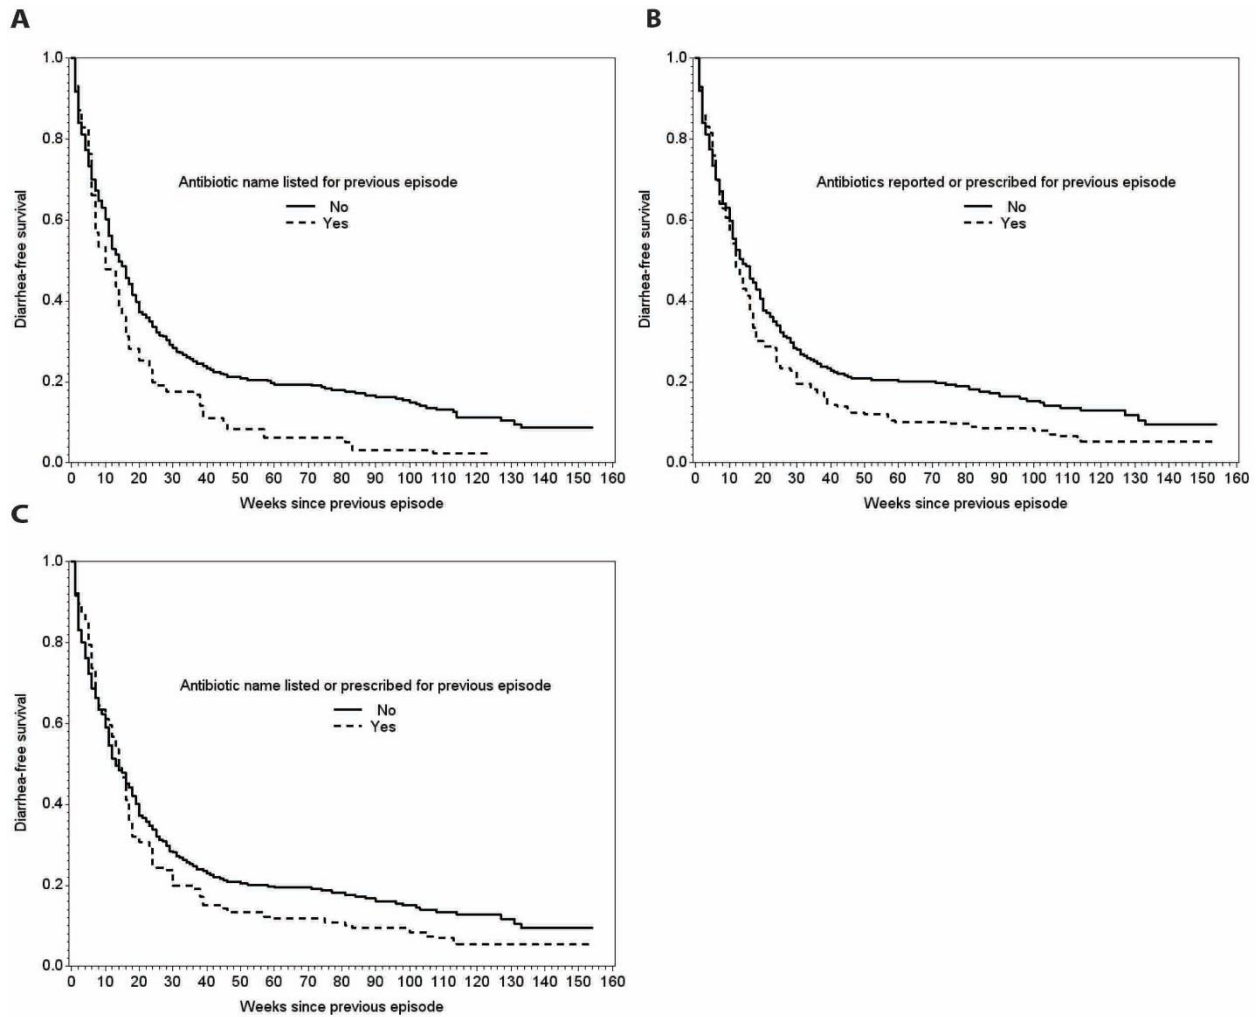 A
1.0
0.8
0.6
0.4
0.2
0.0
Diarrhea-free survival
Antibiotic name listed for previous episode
No
Yes
0 10 20 30 40 50 60 70 80 90 100 110 120 130 140 150 160
Weeks since previous episode
B
1.0
0.8
0.6
0.4
0.2
0.0
Diarrhea-free survival
Antibiotics reported or prescribed for previous episode
No
Yes
0 10 20 30 40 50 60 70 80 90 100 110 120 130 140 150 160
Weeks since previous episode
C
1.0
0.8
0.6
0.4
0.2
0.0
Diarrhea-free survival
Antibiotic name listed or prescribed for previous episode
No
Yes
0 10 20 30 40 50 60 70 80 90 100 110 120 130 140 150 160
Weeks since previous episode